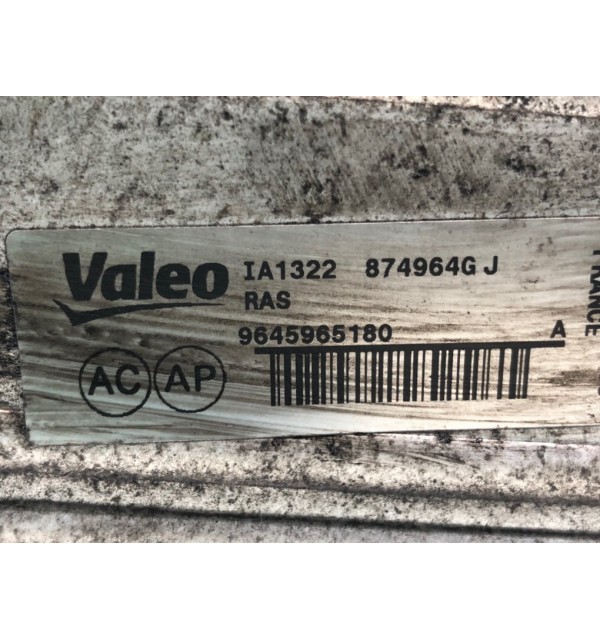 Valeo IA1322 874964G J
RAS
9645965180 A
AC AP
FRANCE